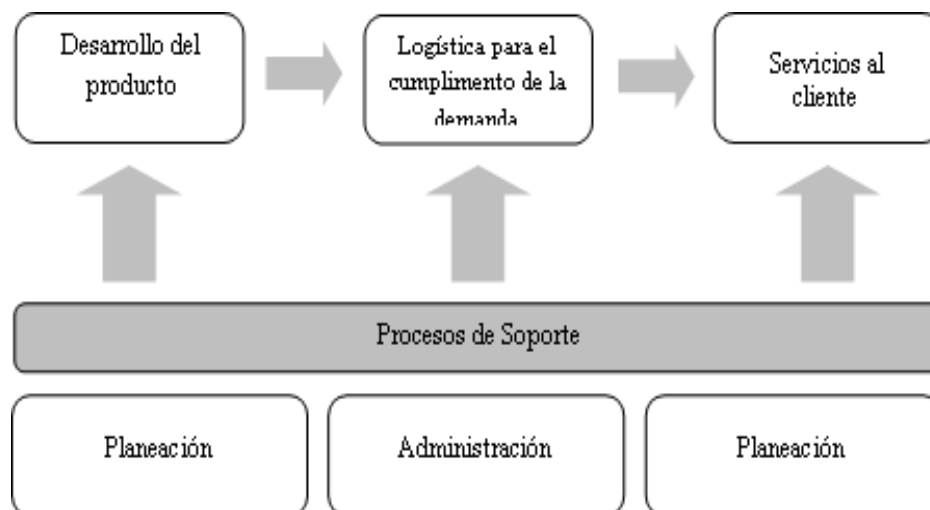 Desarrollo del
producto
Logística para el
cumplimento de la
demanda
Servicios al
cliente
Procesos de Soporte
Planeación
Administración
Planeación